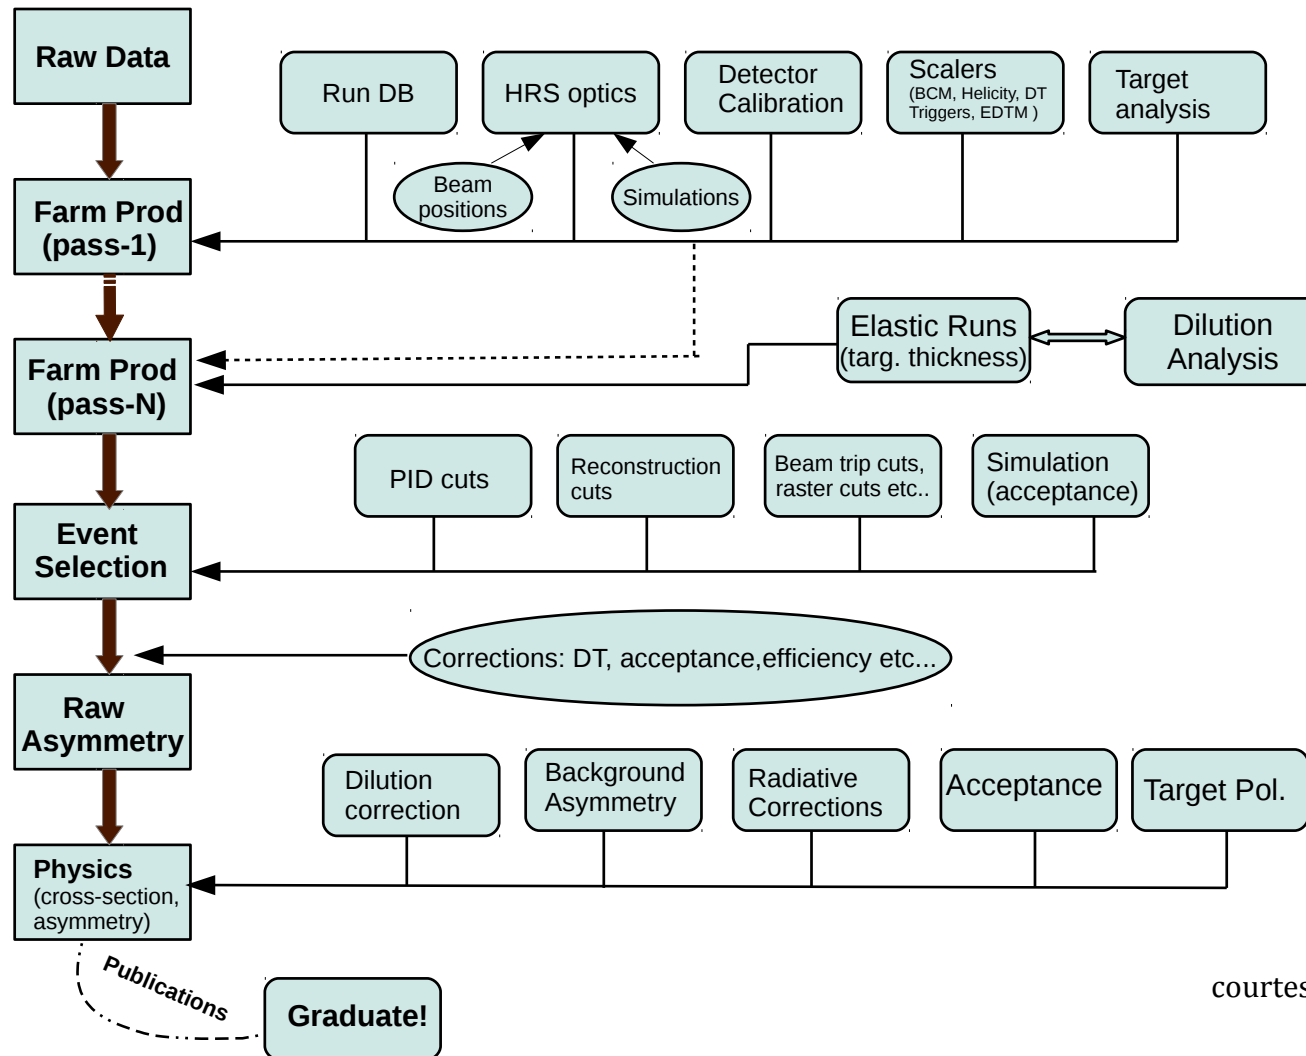 Raw Data
Run DB
HRS optics
Detector
Calibration
Scalers
(BCM, Helicity, DT
Triggers, EDTM )
Target
analysis
Beam
positions
Simulations
Farm Prod
(pass-1)
Elastic Runs
(targ. thickness)
Dilution
Analysis
Farm Prod
(pass-N)
PID cuts
Reconstruction
cuts
Beam trip cuts,
raster cuts etc..
Simulation
(acceptance)
Event
Selection
Corrections: DT, acceptance,efficiency etc...
Raw
Asymmetry
Dilution
correction
Background
Asymmetry
Radiative
Corrections
Acceptance
Target Pol.
Physics
(cross-section,
asymmetry)
Publications
Graduate!
courtes